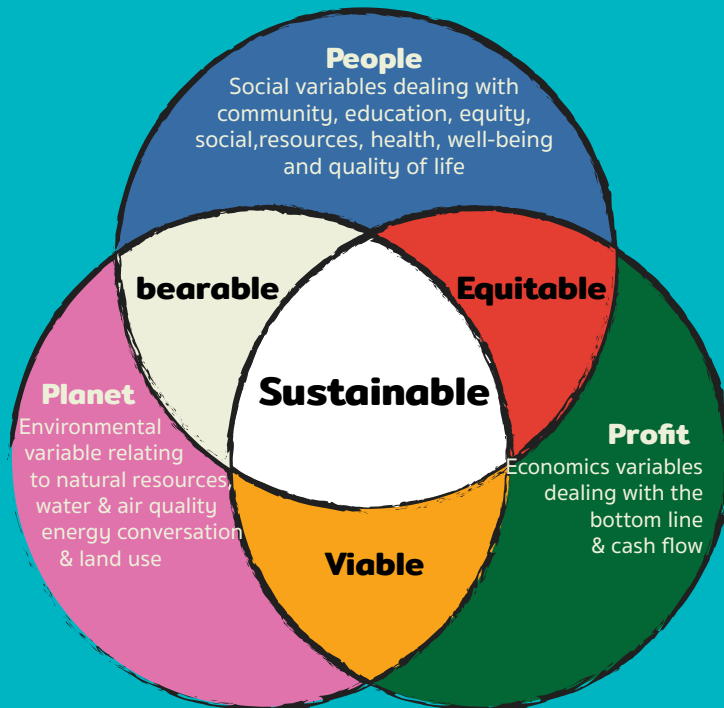 People
Social variables dealing with
community, education, equity,
social,resources, health, well-being
and quality of life
bearable
Equitable
Sustainable
Planet
Environmental
variable relating
to natural resources,
water & air quality
energy conversation
& land use
Profit
Economics variables
dealing with the
bottom line
& cash flow
Viable